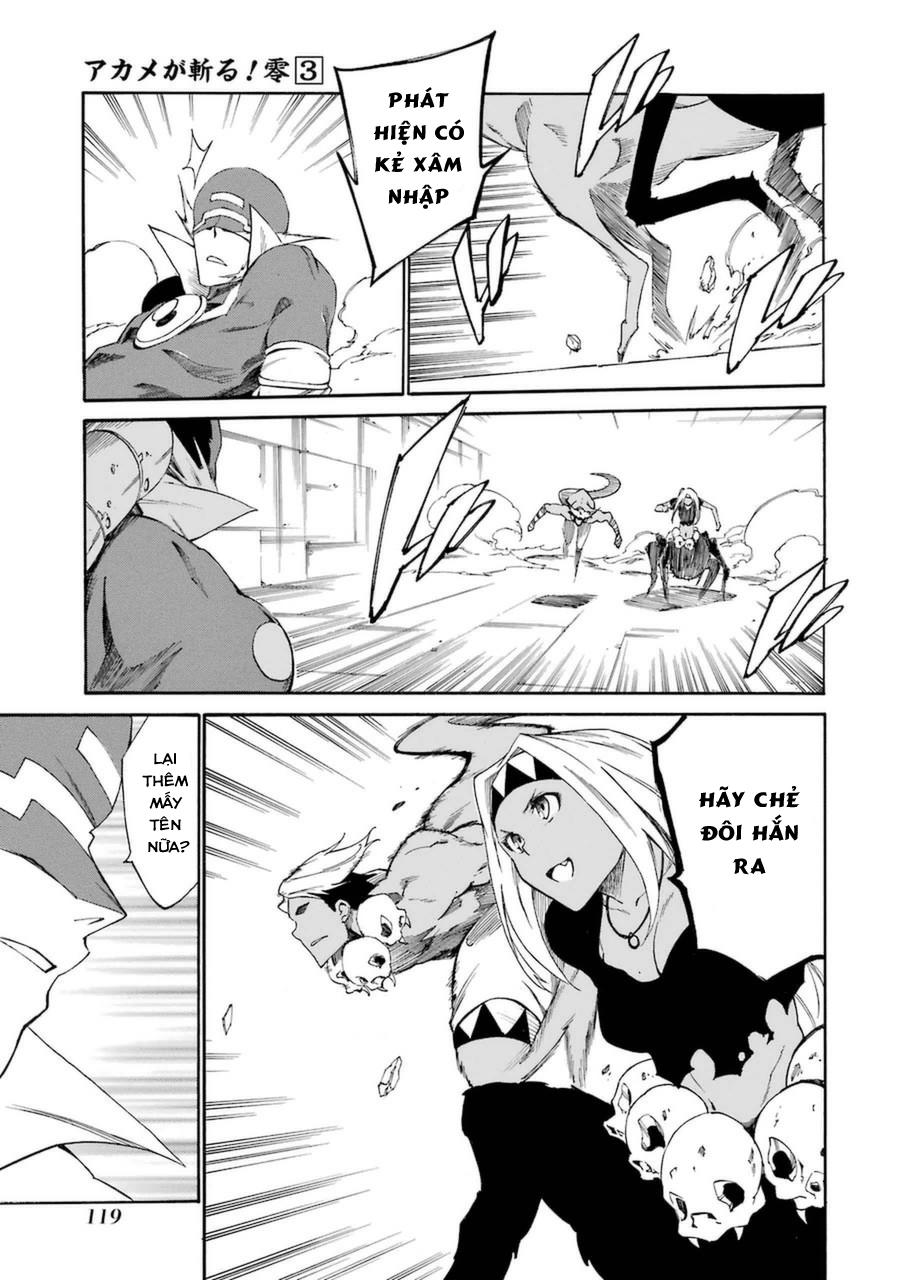 アカメが斬る！零3
PHÁT
HIỆN CÓ
KẺ XÂM
NHẬP
HÃY CHẺ
ĐÔI HẮN
RA
LẠI
THÊM
MẤY
TÊN
NỮA?
119